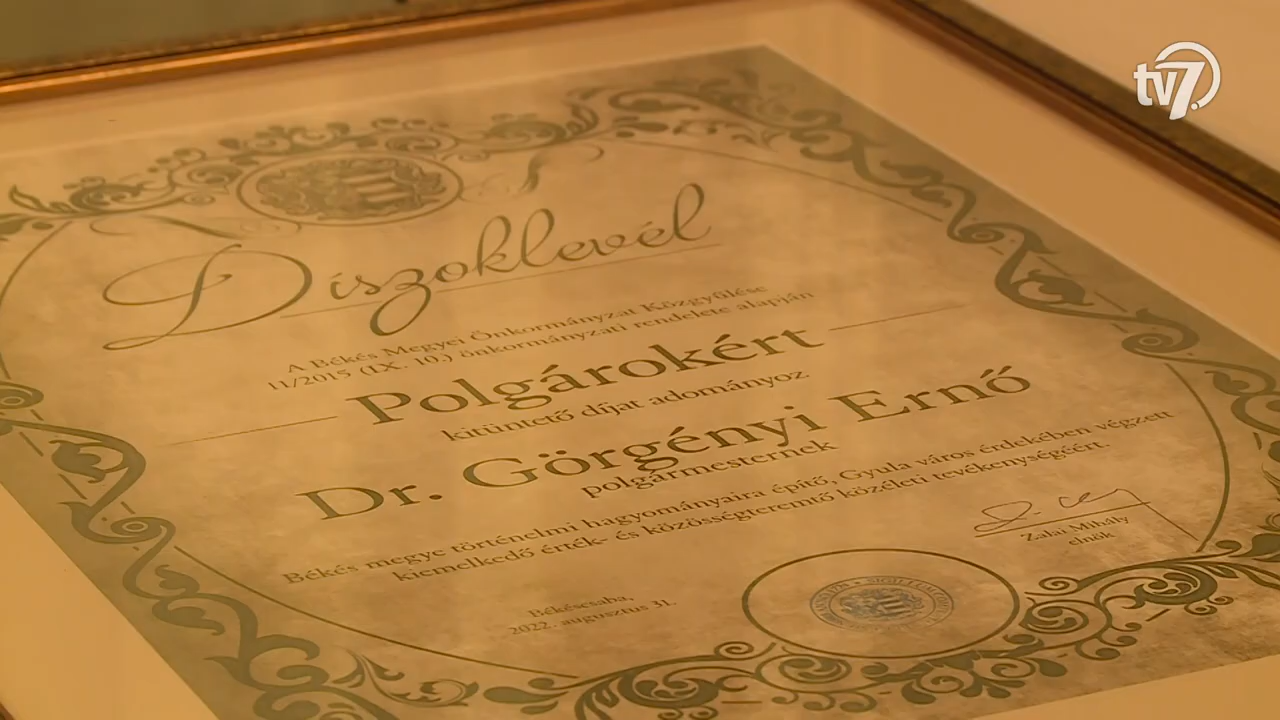 tv7.
Díszoklevél
A Békés Megyei Önkormányzat Közgyűlése
11/2015 (IX. 10.) önkormányzati rendelete alapján
Polgárokért
kitüntető díjat adományoz
Dr. Görgényi Ernő
polgármesternek
Békés megye történelmi hagyományaira építő, Gyula város érdekében végzett
kiemelkedő érték- és közösségteremtő közéleti tevékenységéért.
Zalai Mihály
elnök
Békéscsaba,
2022. augusztus 31.